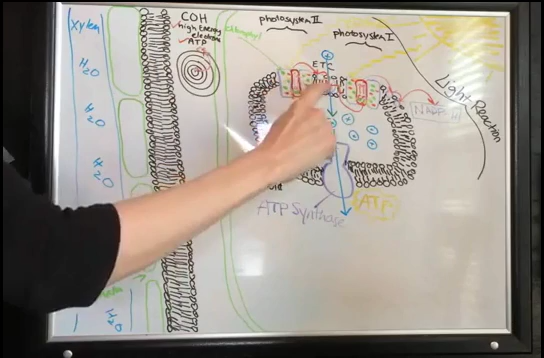 Xylem
H₂O
H₂O
H₂O
H₂O
COH
high Energy
electrons
ATP
Chlorophyll
photosystem II
photosystem I
ETC
Light Reaction
NADPH
ATP
ATP Synthase